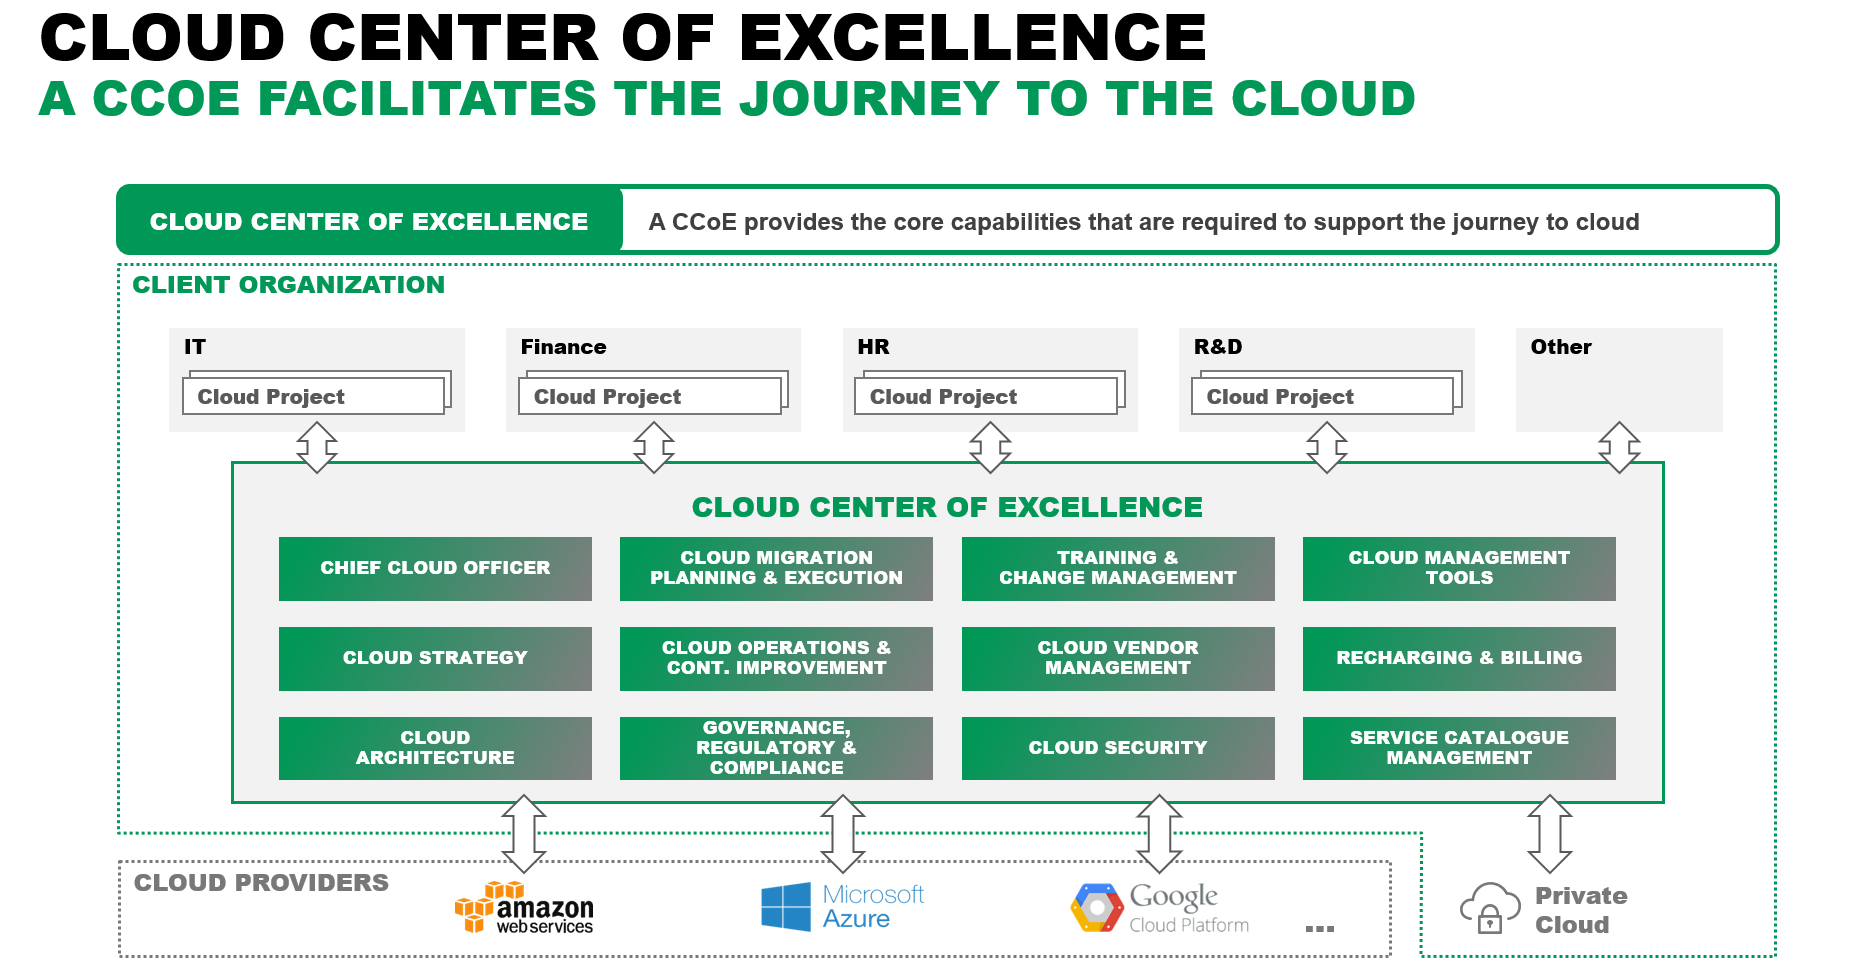 CLOUD CENTER OF EXCELLENCE
A CCOE FACILITATES THE JOURNEY TO THE CLOUD
CLOUD CENTER OF EXCELLENCE
A CCoE provides the core capabilities that are required to support the journey to cloud
CLIENT ORGANIZATION
IT
Cloud Project
Finance
Cloud Project
HR
Cloud Project
R&D
Cloud Project
Other
CLOUD CENTER OF EXCELLENCE
CHIEF CLOUD OFFICER
CLOUD MIGRATION
PLANNING & EXECUTION
TRAINING &
CHANGE MANAGEMENT
CLOUD MANAGEMENT
TOOLS
CLOUD STRATEGY
CLOUD OPERATIONS &
CONT. IMPROVEMENT
CLOUD VENDOR
MANAGEMENT
RECHARGING & BILLING
CLOUD
ARCHITECTURE
GOVERNANCE,
REGULATORY &
COMPLIANCE
CLOUD SECURITY
SERVICE CATALOGUE
MANAGEMENT
CLOUD PROVIDERS
amazon
webservices
Microsoft
Azure
Google
Cloud Platform
...
Private
Cloud